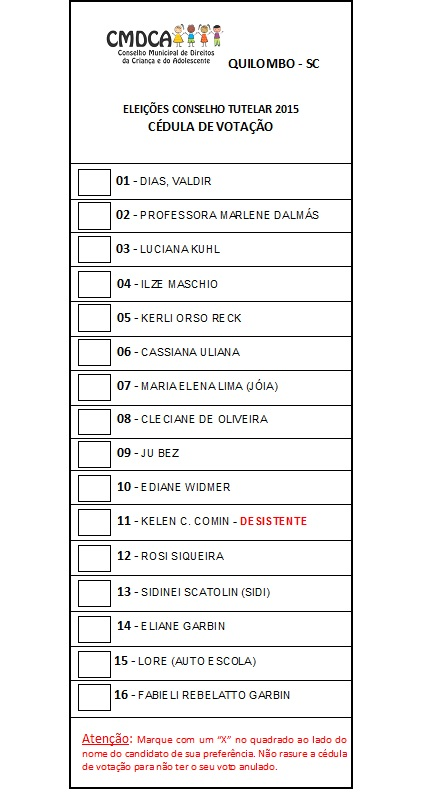 CMDCA
Conselho Municipal de Direitos
da Criança e do Adolescente
QUILOMBO - SC
ELEIÇÕES CONSELHO TUTELAR 2015
CÉDULA DE VOTAÇÃO
01 - DIAS, VALDIR
02 - PROFESSORA MARLENE DALMÁS
03 - LUCIANA KUHL
04 - ILZE MASCHIO
05 - KERLI ORSO RECK
06 - CASSIANA ULIANA
07 - MARIA ELENA LIMA (JÓIA)
08 - CLECIANE DE OLIVEIRA
09 - JU BEZ
10 - EDIANE WIDMER
11 - KELEN C. COMIN - DESISTENTE
12 - ROSI SIQUEIRA
13 - SIDINEI SCATOLIN (SIDI)
14 - ELIANE GARBIN
15 - LORE (AUTO ESCOLA)
16 - FABIELI REBELATTO GARBIN
Atenção: Marque com um “X” no quadrado ao lado do
nome do candidato de sua preferência. Não rasure a cédula
de votação para não ter o seu voto anulado.